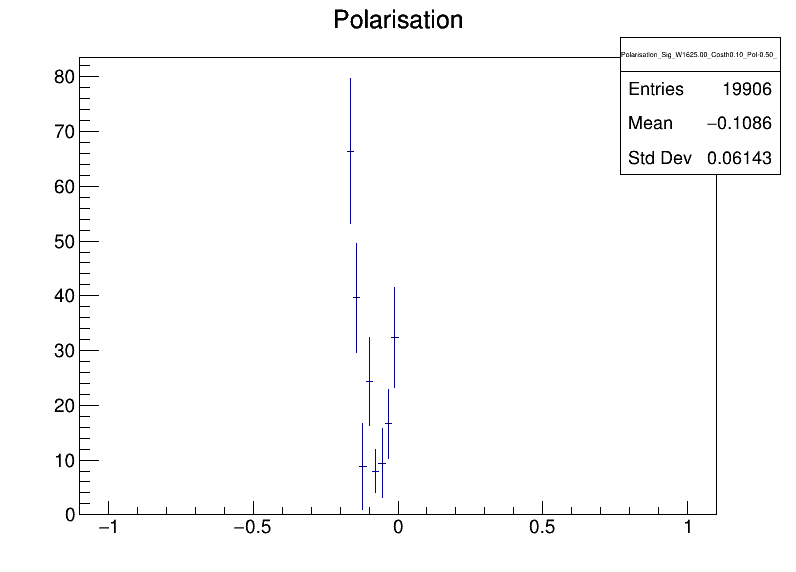 Polarisation
Polarisation_Sig_W1625.00_Costh0.10_Pol-0.50_
Entries 19906
Mean −0.1086
Std Dev 0.06143
80
70
60
50
40
30
20
10
0
−1 −0.5 0 0.5 1